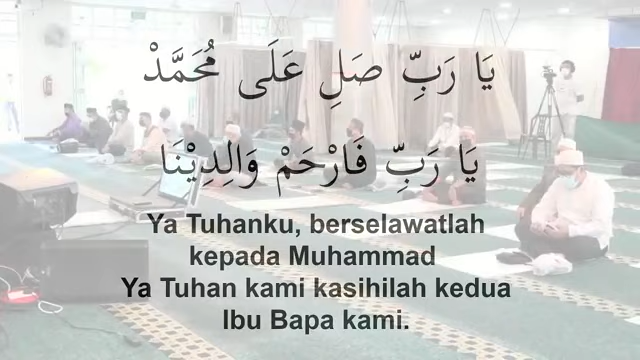 يَا رَبِّ صَلِ عَلَى مُحَمَّدْ
يَا رَبِّ فَارْحَمْ وَالِدِيْنَا
Ya Tuhanku, berselawatlah
kepada Muhammad
Ya Tuhan kami kasihilah kedua
Ibu Bapa kami.